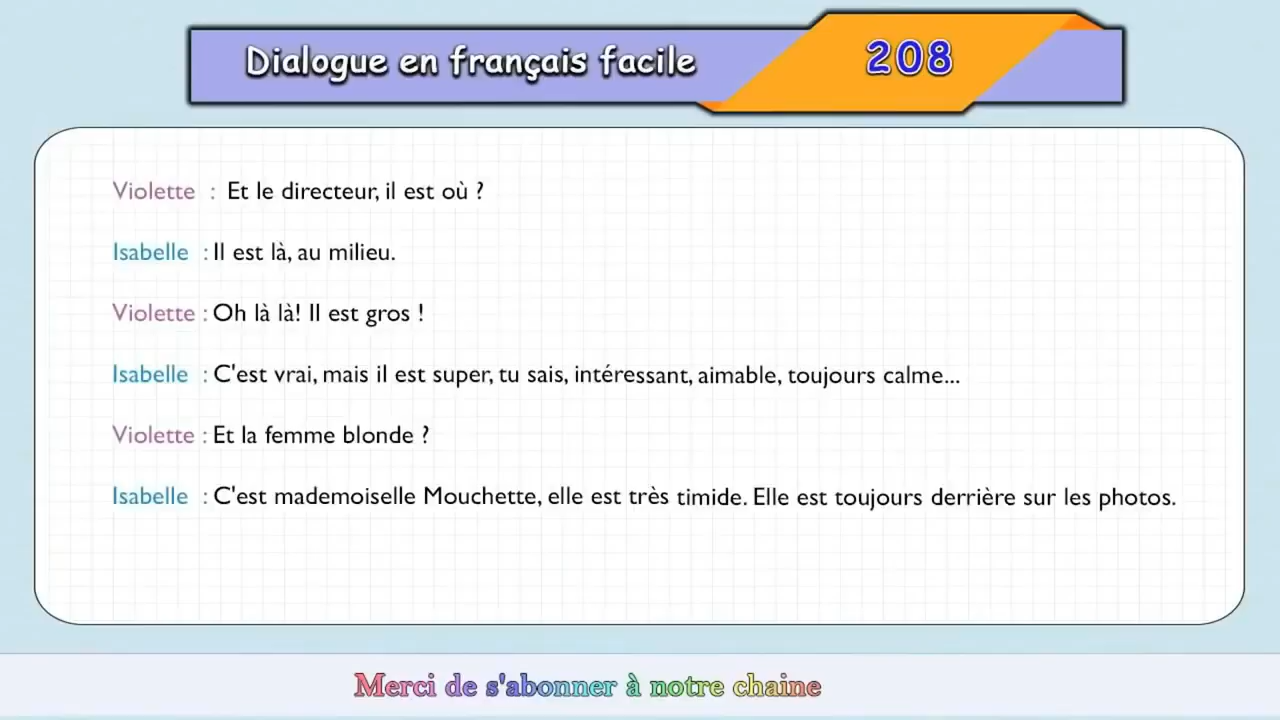 Dialogue en français facile
208
Violette : Et le directeur, il est où ?
Isabelle : Il est là, au milieu.
Violette : Oh là là! Il est gros !
Isabelle : C'est vrai, mais il est super, tu sais, intéressant, aimable, toujours calme...
Violette : Et la femme blonde ?
Isabelle : C'est mademoiselle Mouchette, elle est très timide. Elle est toujours derrière sur les photos.
Merci de s'abonner à notre chaine